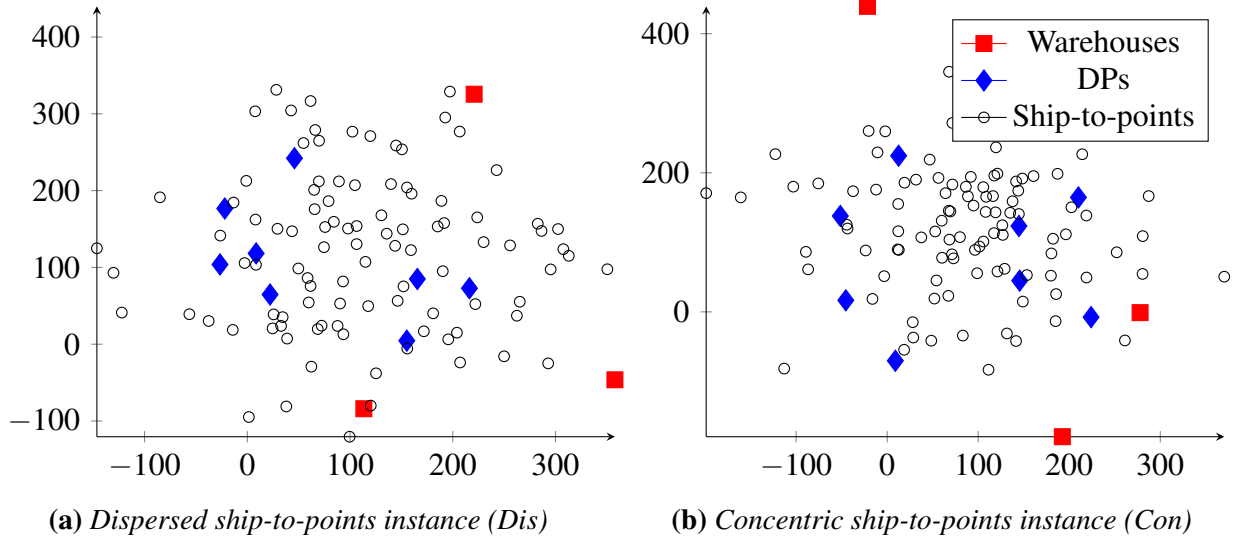 400
300
200
100
0
−100
−100 0 100 200 300
(a) Dispersed ship-to-points instance (Dis)
Warehouses
DPs
Ship-to-points
400
200
0
−100 0 100 200 300
(b) Concentric ship-to-points instance (Con)